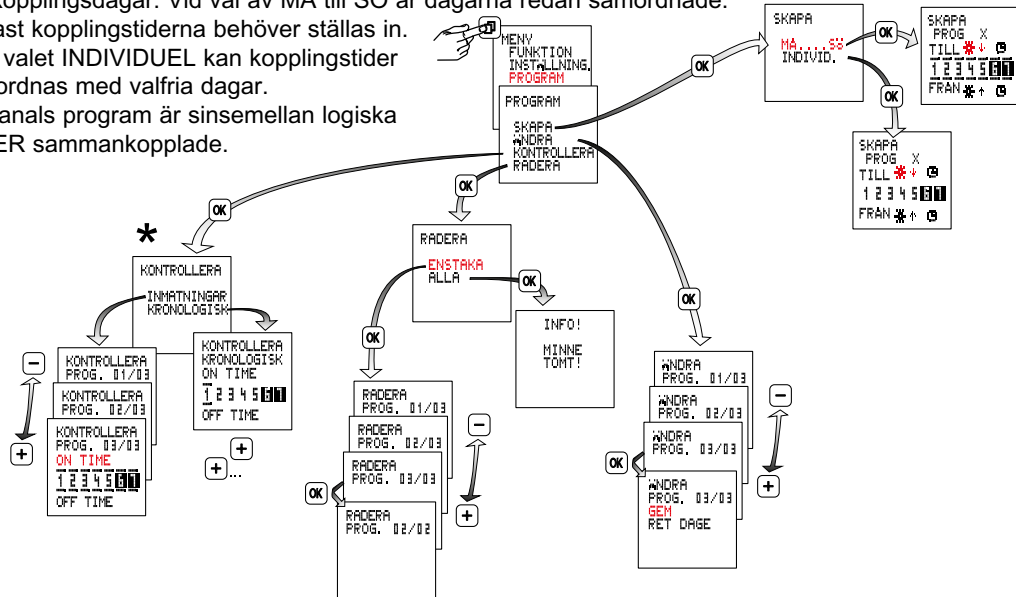 kopplingsdagar. Vid val av MA till SÖ är dagarna redan samordnade.
ast kopplingstiderna behöver ställas in.
valet INDIVIDUEL kan kopplingstider
ordnas med valfria dagar.
anals program är sinsemellan logiska
ER sammankopplade.
MENY
FUNKTION
INSTÄLLNING.
PROGRAM
PROGRAM
SKAPA
ÄNDRA
KONTROLLERA
RADERA
OK
SKAPA
MA....SÖ
INDIVID.
OK
SKAPA
PROG X
TILL
1 2 3 4 5 6 7
FRÅN
OK
SKAPA
PROG X
TILL
1 2 3 4 5 6 7
FRÅN
OK
*
KONTROLLERA
INMATNINGAR
KRONOLOGISK
KONTROLLERA
PROG. 01/03
KONTROLLERA
PROG. 02/03
KONTROLLERA
PROG. 03/03
ON TIME
1 2 3 4 5 6 7
OFF TIME
−
+
KONTROLLERA
KRONOLOGISK
ON TIME
1 2 3 4 5 6 7
OFF TIME
+
+...
OK
RADERA
ENSTAKA
ALLA
OK
INFO!
MINNE
TOMT!
OK
RADERA
PROG. 01/03
RADERA
PROG. 02/03
RADERA
PROG. 03/03
OK
RADERA
PROG. 02/02
−
+
OK
ÄNDRA
PROG. 01/03
ÄNDRA
PROG. 02/03
ÄNDRA
PROG. 03/03
OK
ÄNDRA
PROG. 03/03
GEM
RET DAGE
−
+